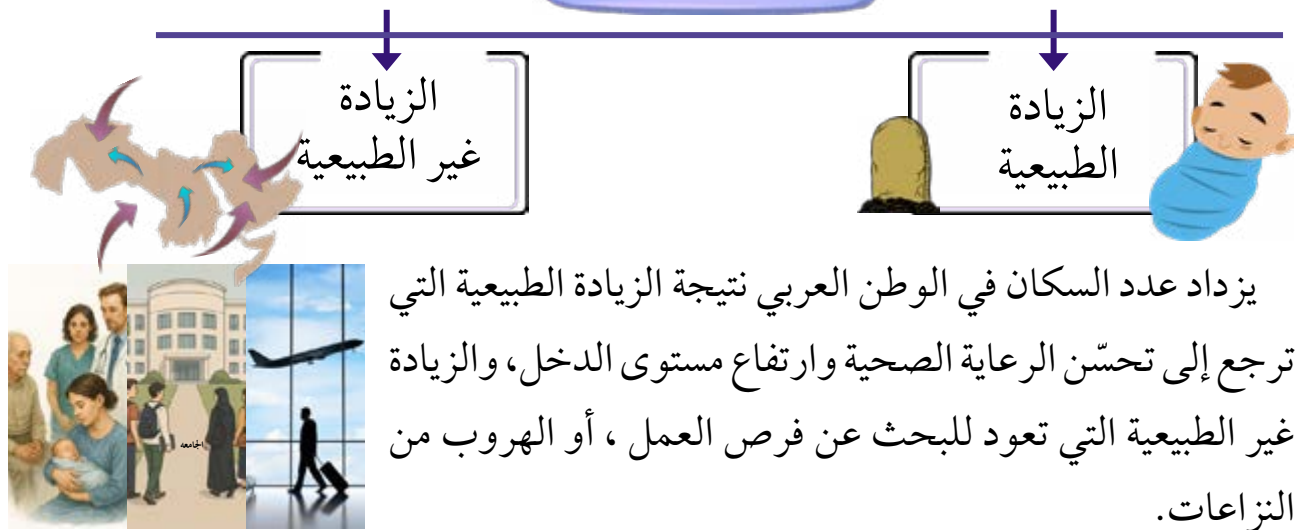 الزيادة
الطبيعية
الزيادة
غير الطبيعية
يزداد عدد السكان في الوطن العربي نتيجة الزيادة الطبيعية التي
ترجع إلى تحسّن الرعاية الصحية وارتفاع مستوى الدخل، والزيادة
غير الطبيعية التي تعود للبحث عن فرص العمل ، أو الهروب من
النزاعات.
الجامعه